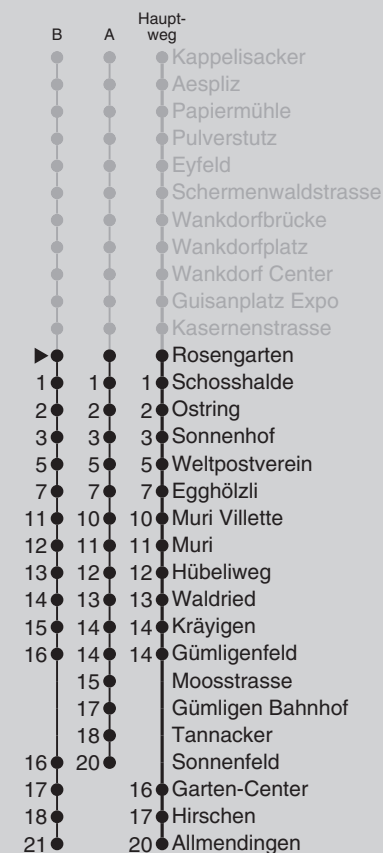 Haupt-
B A weg
Kappelisacker
Aespliz
Papiermühle
Pulverstutz
Eyfeld
Schermenwaldstrasse
Wankdorfbrücke
Wankdorfplatz
Wankdorf Center
Guisanplatz Expo
Kasernenstrasse
Rosengarten
1 1 1 Schosshalde
2 2 2 Ostring
3 3 3 Sonnenhof
5 5 5 Weltpostverein
7 7 7 Egghölzli
11 10 10 Muri Villette
12 11 11 Muri
13 12 12 Hübeliweg
14 13 13 Waldried
15 14 14 Kräyigen
16 14 14 Gümligenfeld
15 Moosstrasse
17 Gümligen Bahnhof
18 Tannacker
16 20 Sonnenfeld
17 16 Garten-Center
18 17 Hirschen
21 20 Allmendingen